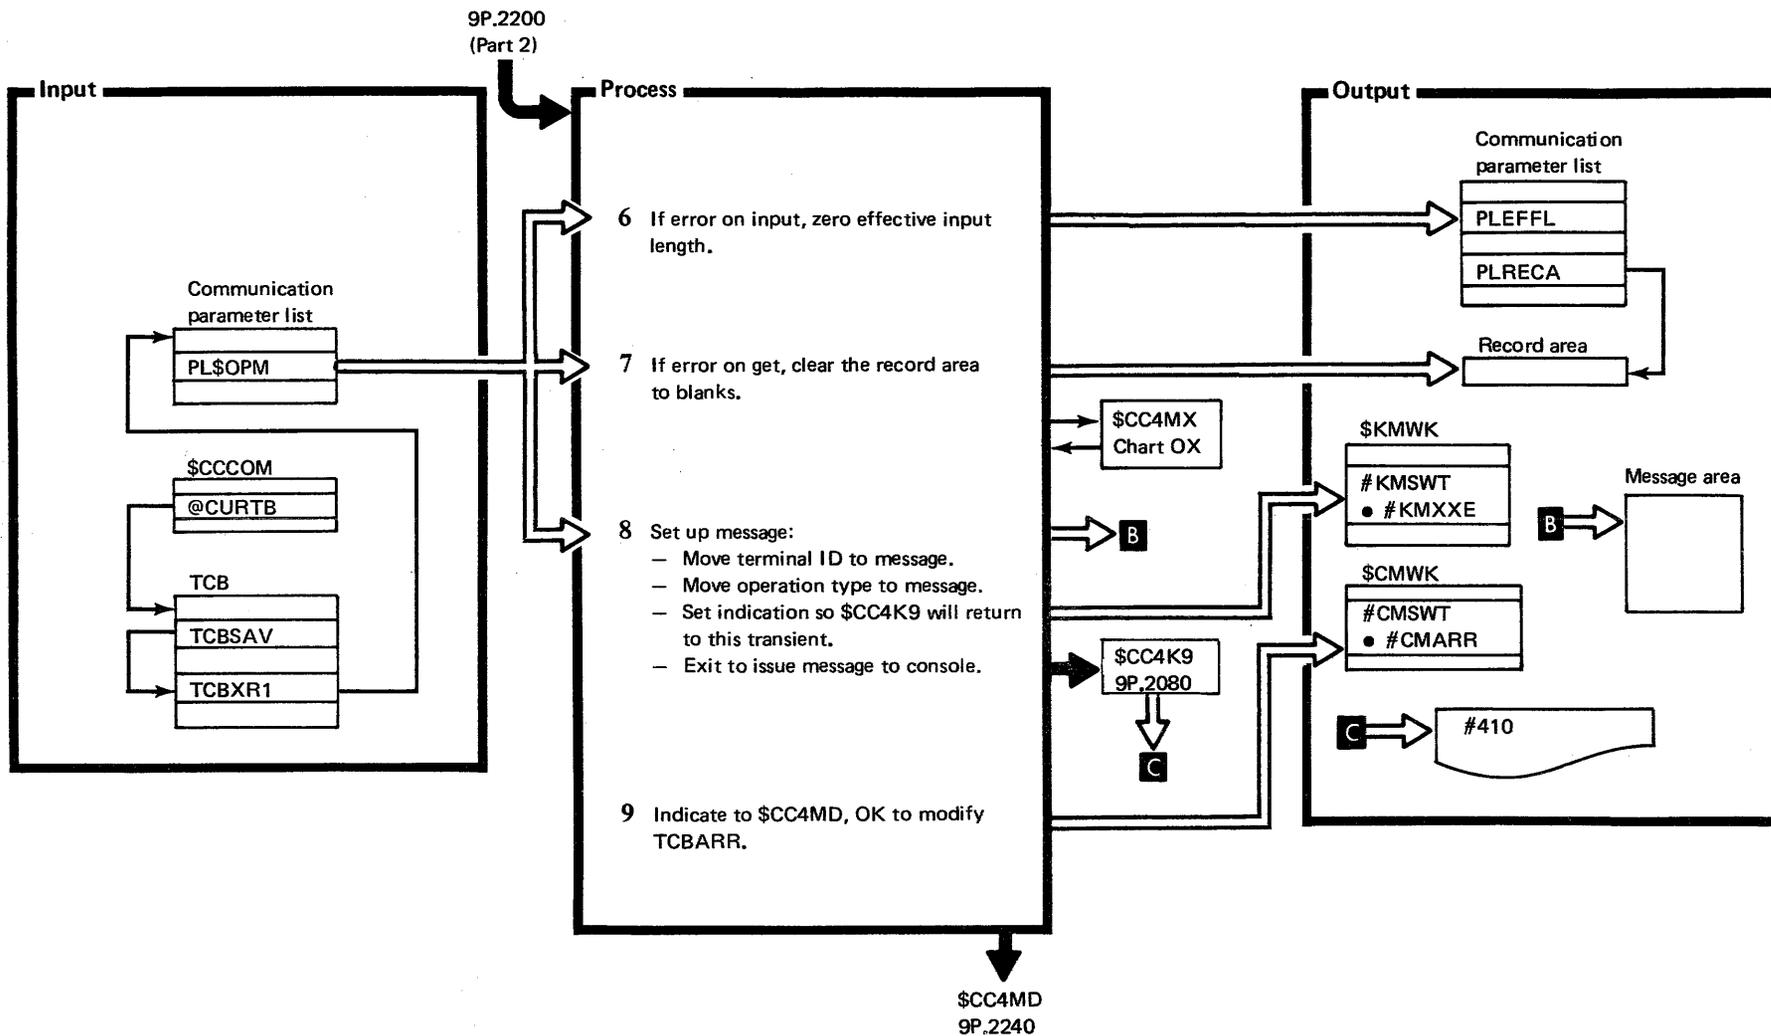 9P.2200
(Part 2)
Input
Communication
parameter list
PL$OPM
$CCCOM
@CURTB
TCB
TCBSAV
TCBXR1
Process
6 If error on input, zero effective input
length.
7 If error on get, clear the record area
to blanks.
8 Set up message:
— Move terminal ID to message.
— Move operation type to message.
— Set indication so $CC4K9 will return
to this transient.
— Exit to issue message to console.
9 Indicate to $CC4MD, OK to modify
TCBARR.
$CC4MX
Chart OX
B
$CC4K9
9P.2080
C
$CC4MD
9P.2240
Output
Communication
parameter list
PLEFFL
PLRECA
Record area
$KMWK
#KMSWT
● #KMXXE
B
Message area
$CMWK
#CMSWT
● #CMARR
C
#410